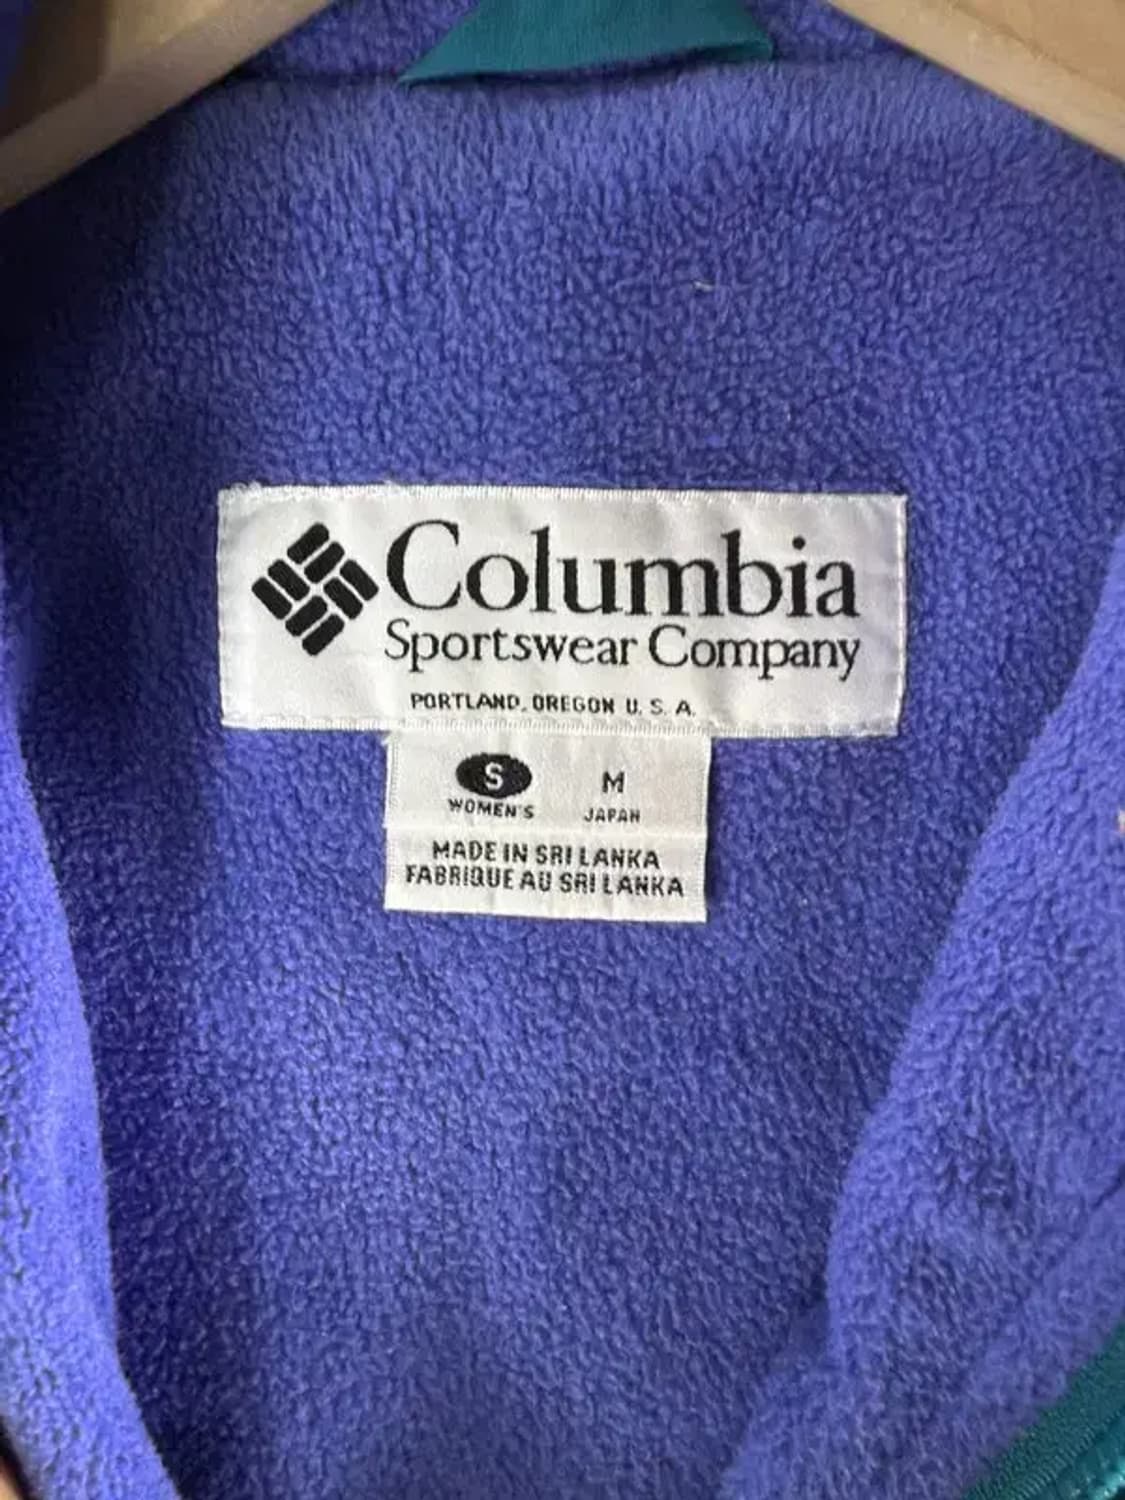 Columbia
Sportswear Company
PORTLAND, OREGON U. S. A.
S M
WOMEN'S JAPAN
MADE IN SRI LANKA
FABRIQUE AU SRI LANKA